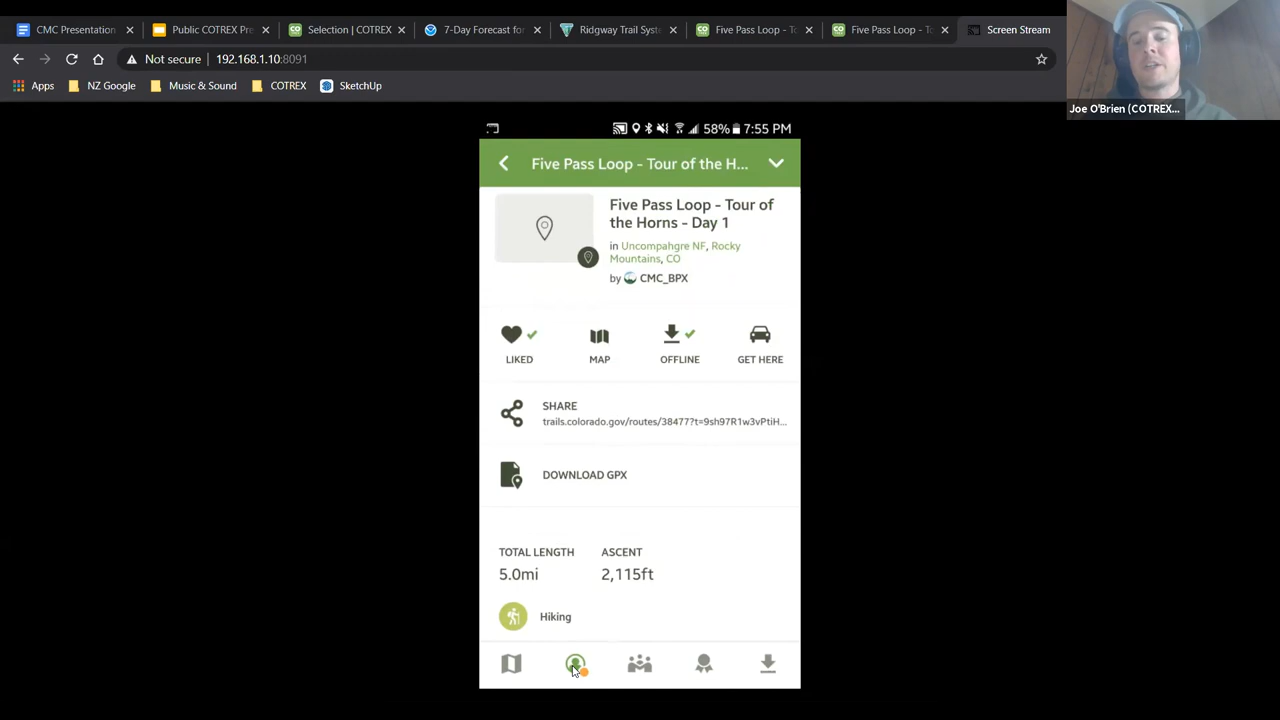 CMC Presentation
Public COTREX Pre
Selection | COTREX
7-Day Forecast for
Ridgway Trail Syste
Five Pass Loop - To
Five Pass Loop - To
Screen Stream
Not secure
192.168.1.10:8091
Apps
NZ Google
Music & Sound
COTREX
SketchUp
Joe O'Brien (COTREX...
58%
7:55 PM
Five Pass Loop - Tour of the H...
Five Pass Loop - Tour of
the Horns - Day 1
in Uncompahgre NF, Rocky
Mountains, CO
by CMC_BPX
LIKED
MAP
OFFLINE
GET HERE
SHARE
trails.colorado.gov/routes/38477?t=9sh97R1w3vPtiH...
DOWNLOAD GPX
TOTAL LENGTH
ASCENT
5.0mi
2,115ft
Hiking